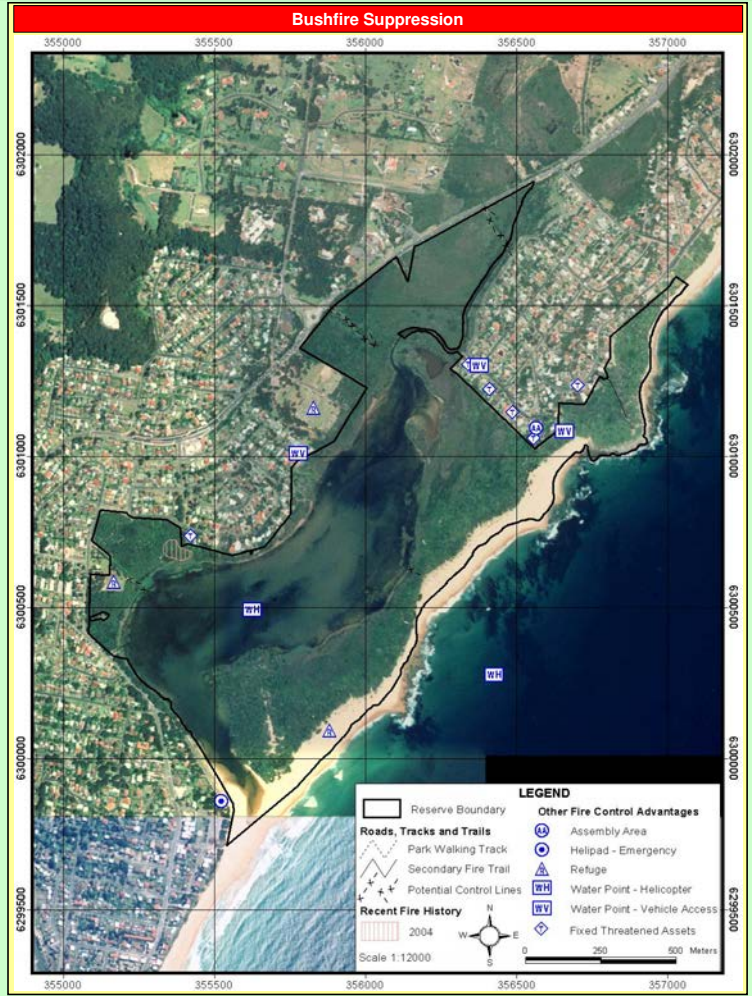 Bushfire Suppression
355000 355500 356000 356500 357000
6302000 6302000
6301500 6301500
WV
T
T
R
T
T
AA
WV
T
WV
6301000 6301000
T
R
WH
6300500 6300500
WH
R
6300000 6300000
LEGEND
Reserve Boundary
Roads, Tracks and Trails
Park Walking Track
Secondary Fire Trail
Potential Control Lines
Recent Fire History
2004
Scale 1:12000
Other Fire Control Advantages
AA Assembly Area
Helipad - Emergency
R Refuge
WH Water Point - Helicopter
WV Water Point - Vehicle Access
T Fixed Threatened Assets
N
W E
S
0 250 500 Meters
6299500 6299500
355000 355500 356000 356500 357000